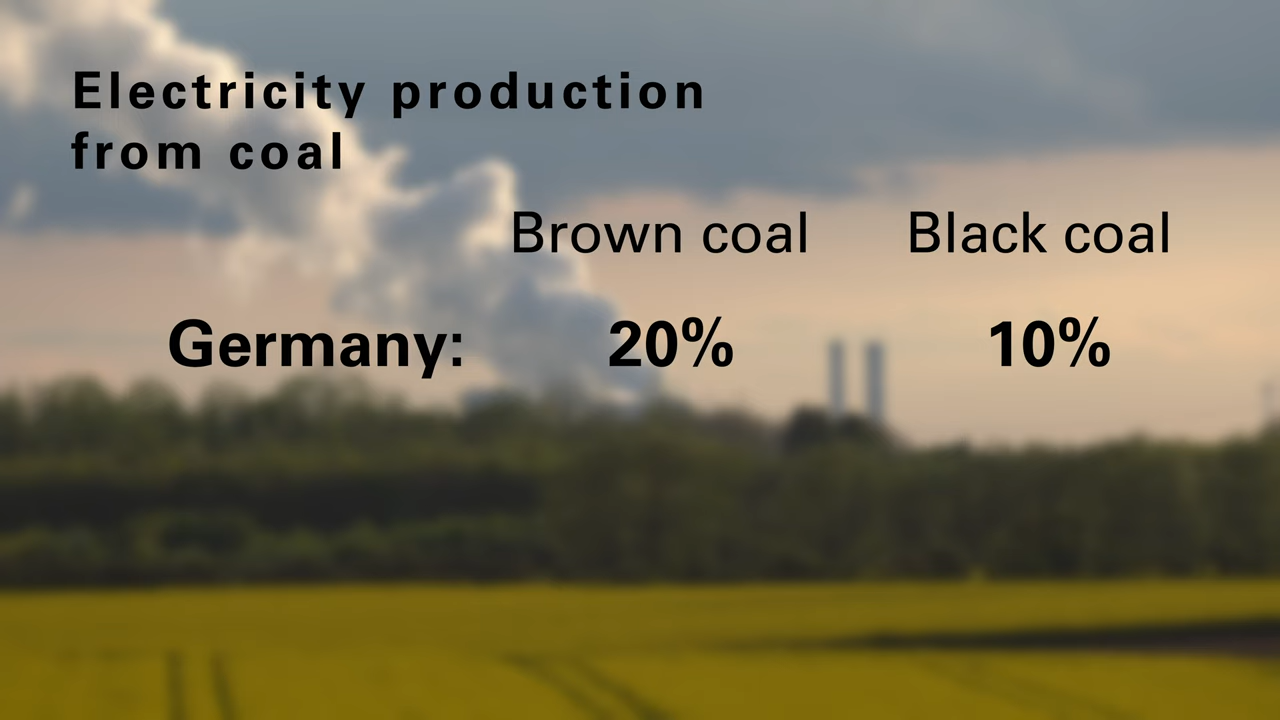 Electricity production
from coal
Brown coal Black coal
Germany: 20% 10%